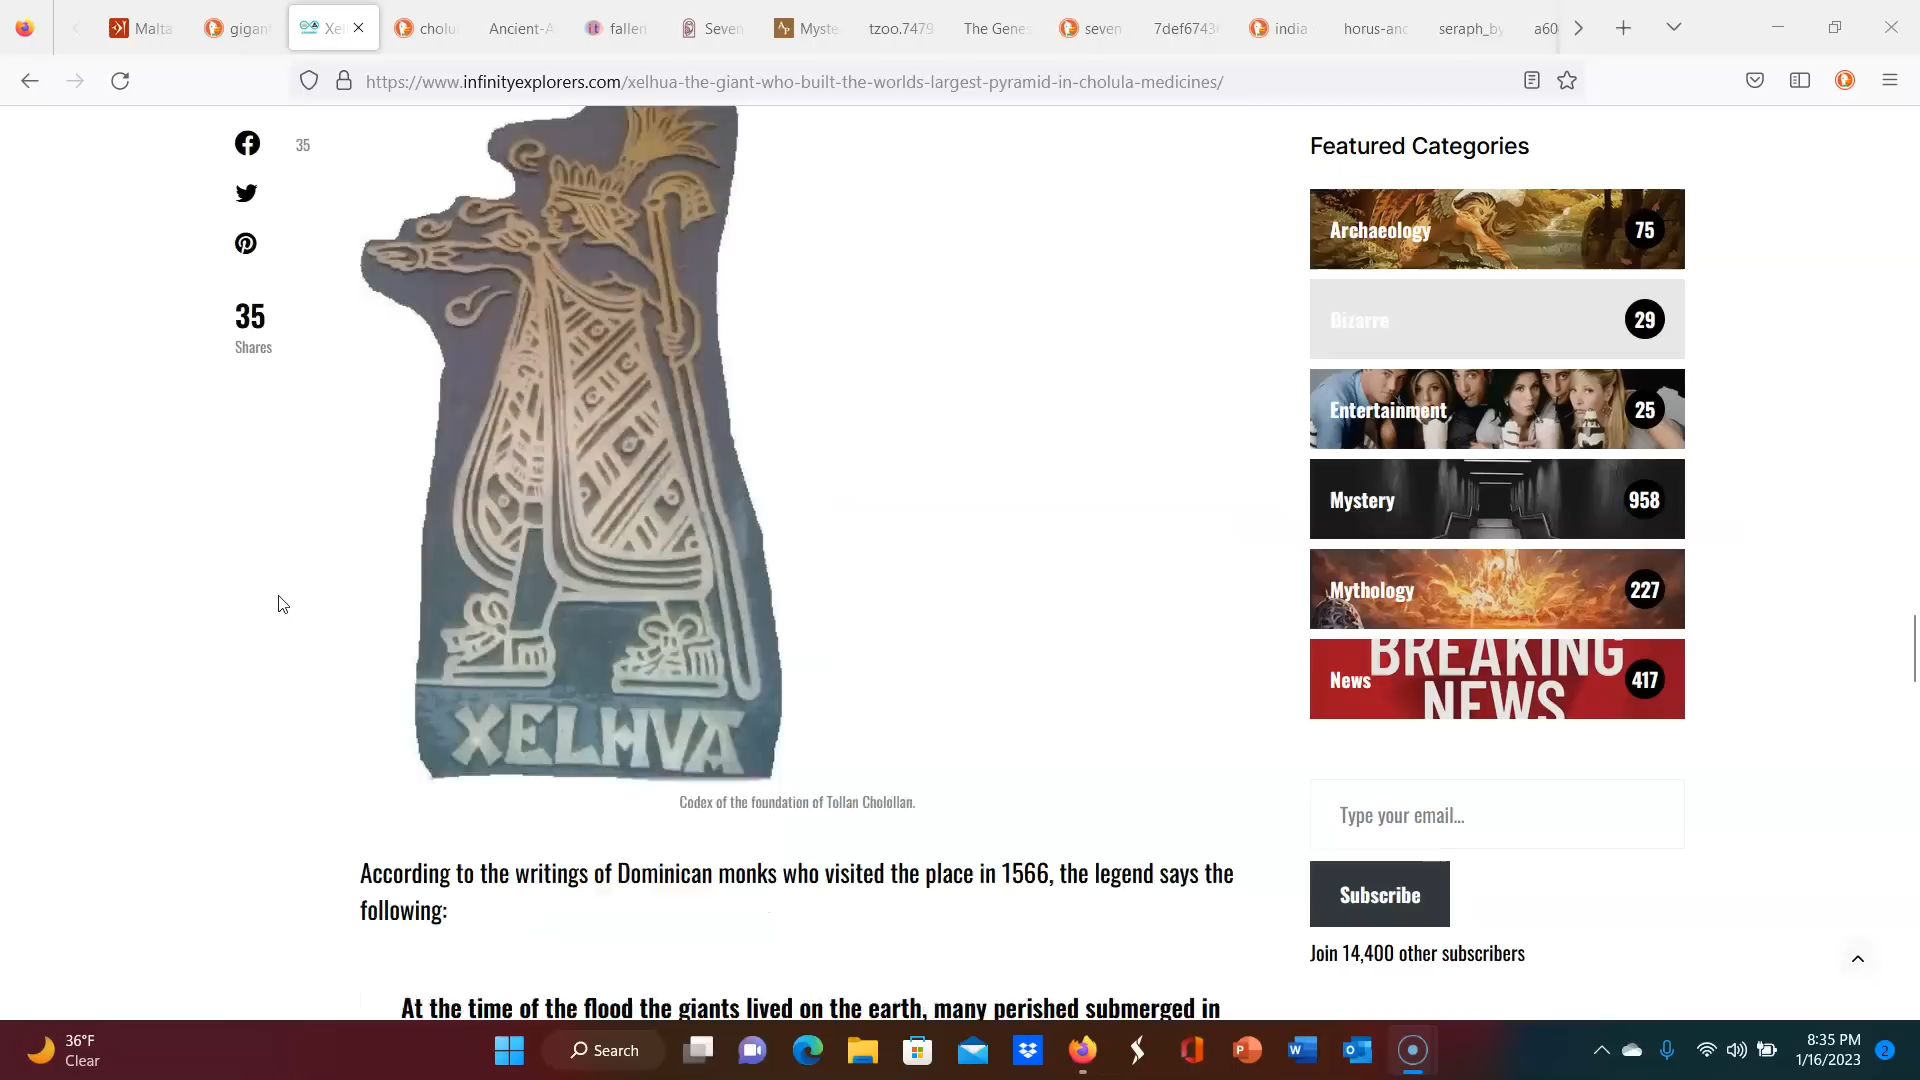 Malta
gigant
Xel
cholu
Ancient-A
fallen
Seven
Myste
tzoo.7479
The Gene
seven
7def6743
india
horus-and
seraph_by
a60
https://www.infinityexplorers.com/xelhua-the-giant-who-built-the-worlds-largest-pyramid-in-cholula-medicines/
35
35
Shares
XELHVA
Codex of the foundation of Tollan Cholollan.
According to the writings of Dominican monks who visited the place in 1566, the legend says the
following:
At the time of the flood the giants lived on the earth, many perished submerged in
Featured Categories
Archaeology 75
Bizarre 29
Entertainment 25
Mystery 958
Mythology 227
BREAKING
NEWS
News 417
Type your email...
Subscribe
Join 14,400 other subscribers
36°F
Clear
Search
8:35 PM
1/16/2023
2